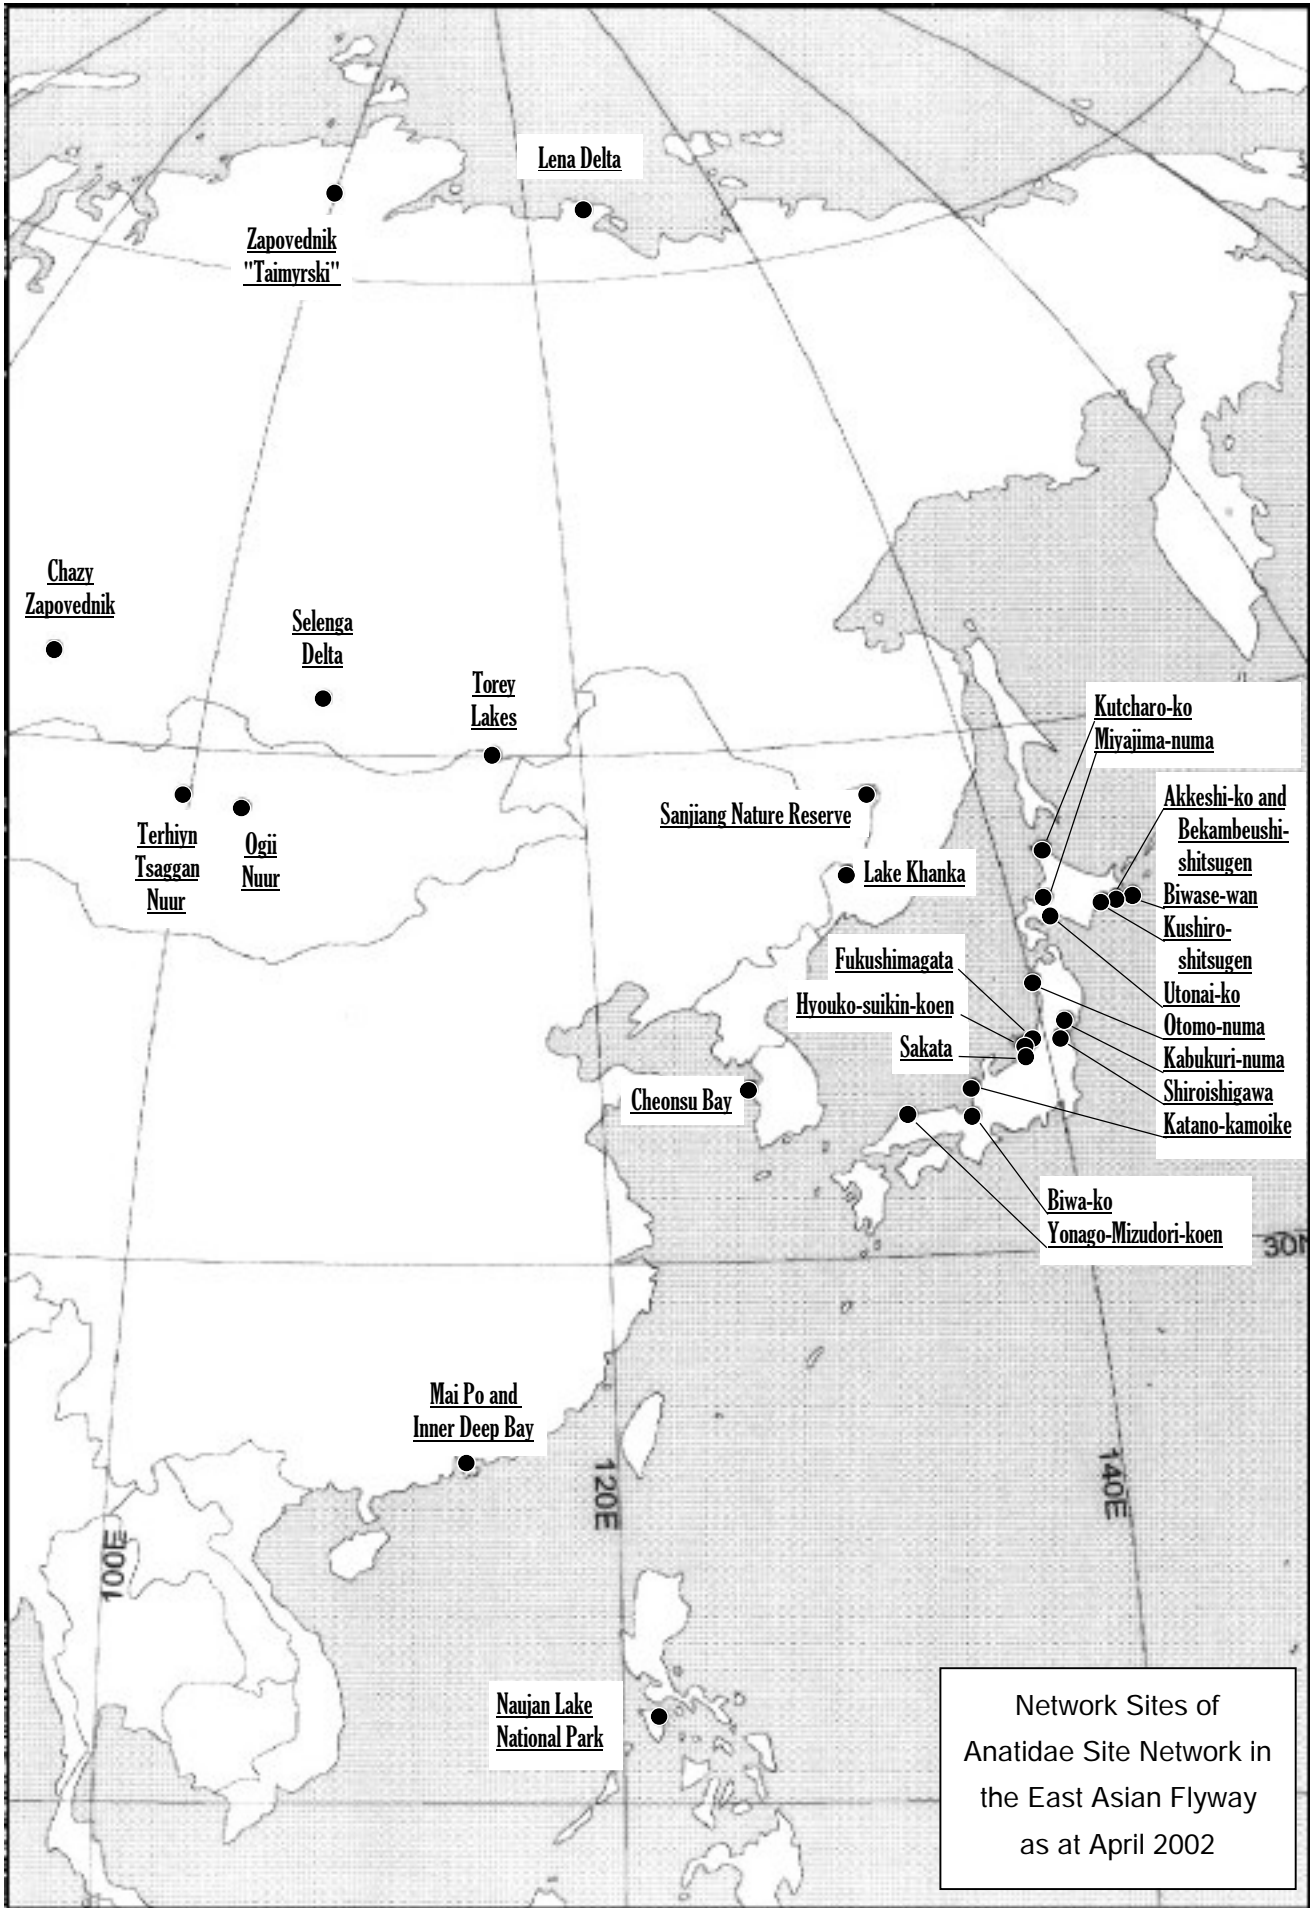 Lena Delta
Zapovednik
"Taimyrski"
Chazy
Zapovednik
Selenga
Delta
Torey
Lakes
Kutcharo-ko
Miyajima-numa
Terhiyn
Tsaggan
Nuur
Ogii
Nuur
Sanjiang Nature Reserve
Lake Khanka
Akkeshi-ko and
Bekambeushi-
shitsugen
Biwase-wan
Kushiro-
shitsugen
Utonai-ko
Otomo-numa
Kabukuri-numa
Shiroishigawa
Katano-kamoike
Fukushimagata
Hyouko-suikin-koen
Sakata
Cheonsu Bay
Biwa-ko
Yonago-Mizudori-koen
30N
Mai Po and
Inner Deep Bay
100E
120E
140E
Naujan Lake
National Park
Network Sites of
Anatidae Site Network in
the East Asian Flyway
as at April 2002